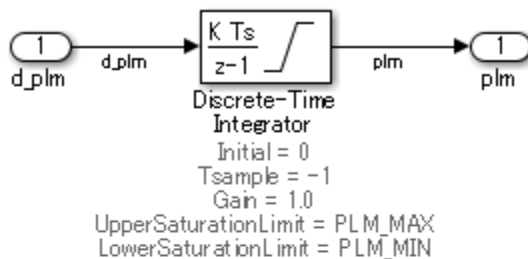 1
d_plm
d_plm
K Ts
z-1
plm
1
plm
Discrete-Time
Integrator
Initial = 0
Tsample = -1
Gain = 1.0
UpperSaturationLimit = PLM_MAX
LowerSaturationLimit = PLM_MIN